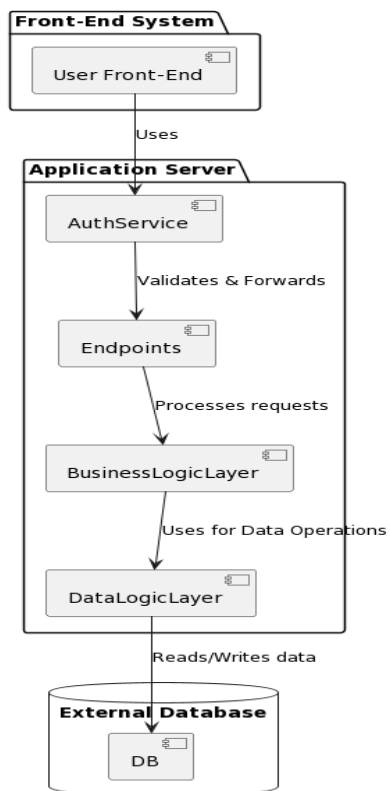 Front-End System
User Front-End
Uses
Application Server
AuthService
Validates & Forwards
Endpoints
Processes requests
BusinessLogicLayer
Uses for Data Operations
DataLogicLayer
Reads/Writes data
External Database
DB